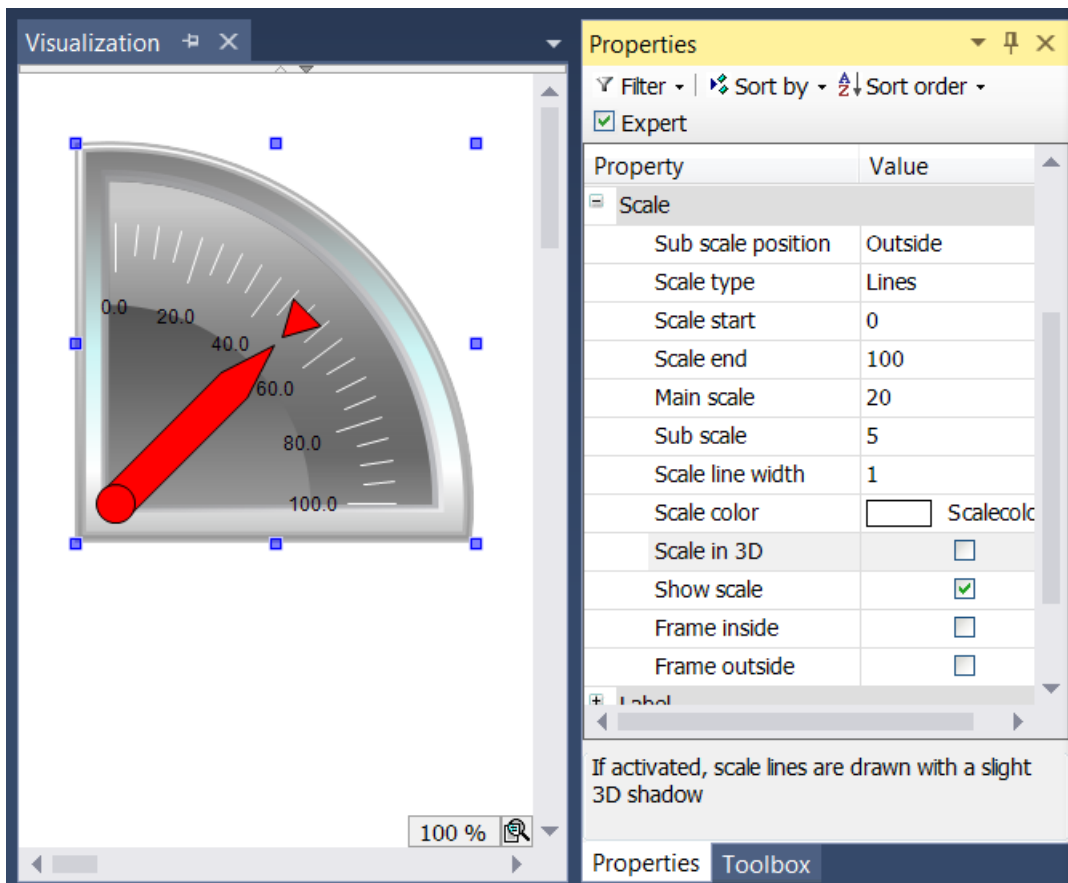 Visualization
0.0
20.0
40.0
60.0
80.0
100.0
100 %
Properties
Filter Sort by Sort order
Expert
Property Value
Scale
Sub scale position Outside
Scale type Lines
Scale start 0
Scale end 100
Main scale 20
Sub scale 5
Scale line width 1
Scale color Scalecolo
Scale in 3D
Show scale
Frame inside
Frame outside
Label
If activated, scale lines are drawn with a slight
3D shadow
Properties Toolbox